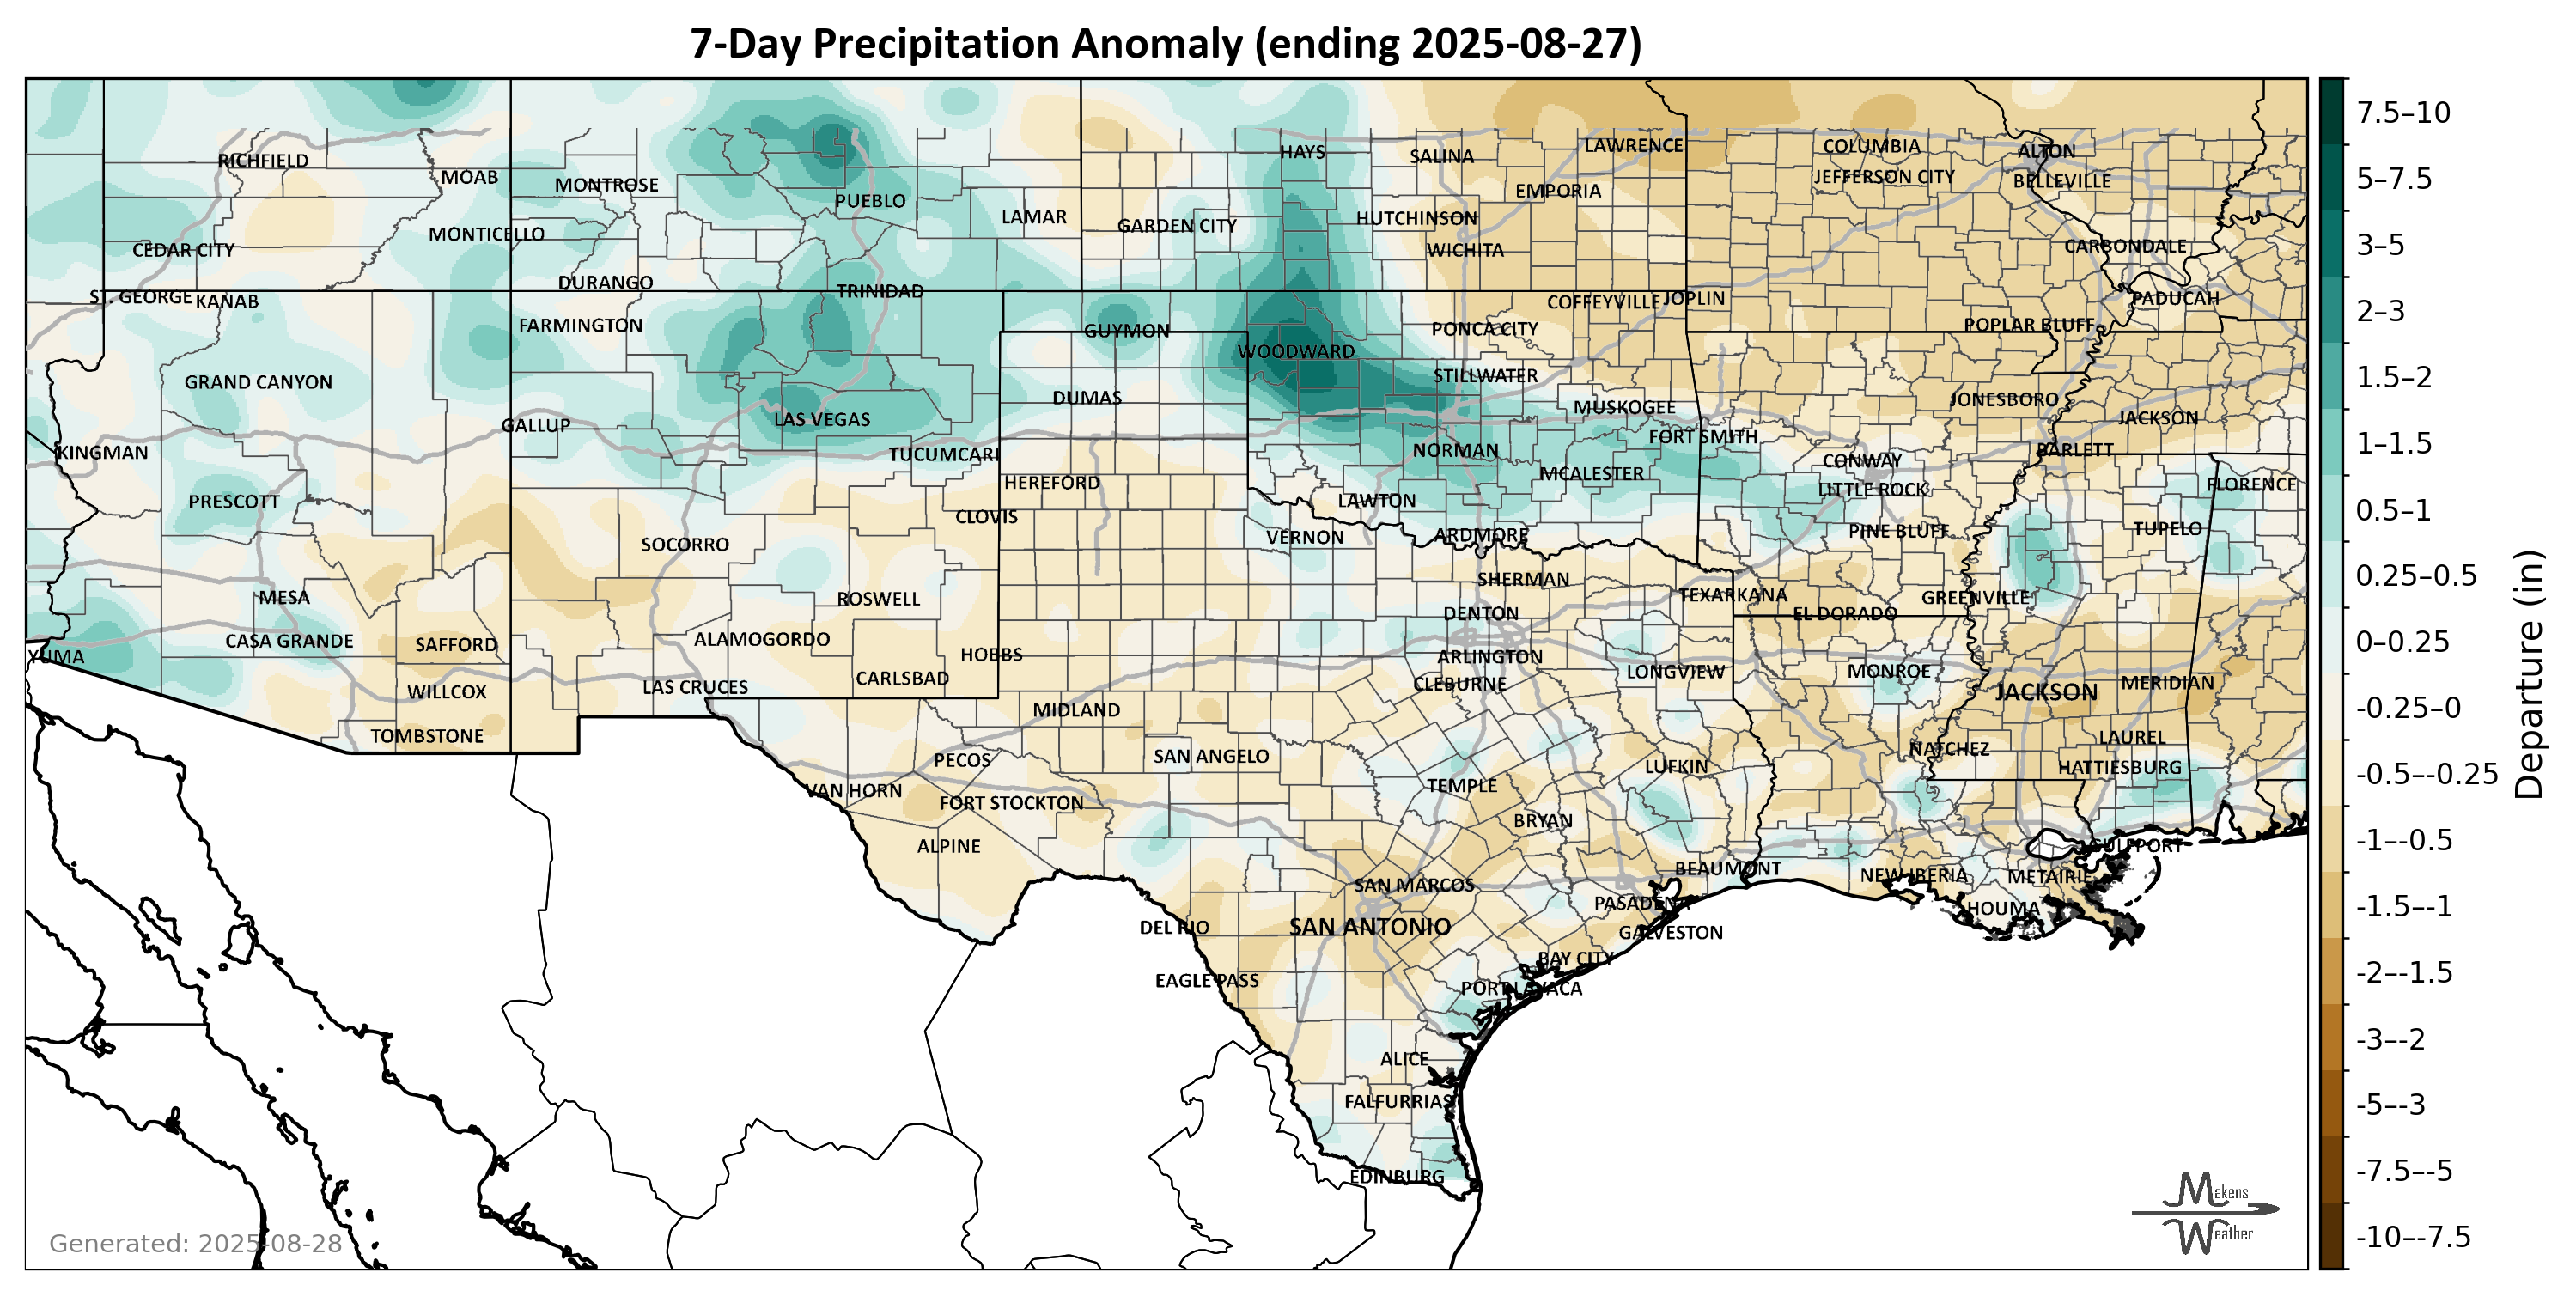 7-Day Precipitation Anomaly (ending 2025-08-27)
HAYS
SALINA
LAWRENCE
COLUMBIA
ALTON
RICHFIELD
MOAB
MONTROSE
PUEBLO
EMPORIA
JEFFERSON CITY
BELLEVILLE
LAMAR
GARDEN CITY
HUTCHINSON
MONTICELLO
CEDAR CITY
WICHITA
CARBONDALE
DURANGO
TRINIDAD
ST. GEORGE
KANAB
COFFEYVILLE
JOPLIN
PADUCAH
FARMINGTON
GUYMON
PONCA CITY
POPLAR BLUFF
WOODWARD
GRAND CANYON
STILLWATER
DUMAS
MUSKOGEE
JONESBORO
JACKSON
GALLUP
LAS VEGAS
FORT SMITH
KINGMAN
TUCUMCARI
NORMAN
BARLETT
CONWAY
PRESCOTT
HEREFORD
MCALESTER
LITTLE ROCK
FLORENCE
LAWTON
CLOVIS
PINE BLUFF
TUPELO
SOCORRO
VERNON
ARDMORE
SHERMAN
MESA
ROSWELL
TEXARKANA
GREENVILLE
DENTON
EL DORADO
CASA GRANDE
SAFFORD
ALAMOGORDO
YUMA
HOBBS
ARLINGTON
LONGVIEW
MONROE
WILLCOX
LAS CRUCES
CARLSBAD
CLEBURNE
JACKSON
MERIDIAN
MIDLAND
TOMBSTONE
SAN ANGELO
NATCHEZ
LAUREL
PECOS
LUFKIN
HATTIESBURG
VAN HORN
FORT STOCKTON
TEMPLE
BRYAN
ALPINE
GULFPORT
BEAUMONT
SAN MARCOS
NEW IBERIA
METAIRIE
PASADENA
HOUMA
DEL RIO
SAN ANTONIO
GALVESTON
BAY CITY
EAGLE PASS
PORT LAVACA
ALICE
FALFURRIAS
EDINBURG
Generated: 2025-08-28
Makens
Weather
7.5–10
5–7.5
3–5
2–3
1.5–2
1–1.5
0.5–1
0.25–0.5
0–0.25
-0.25–0
-0.5–-0.25
-1–-0.5
-1.5–-1
-2–-1.5
-3–-2
-5–-3
-7.5–-5
-10–-7.5
Departure (in)